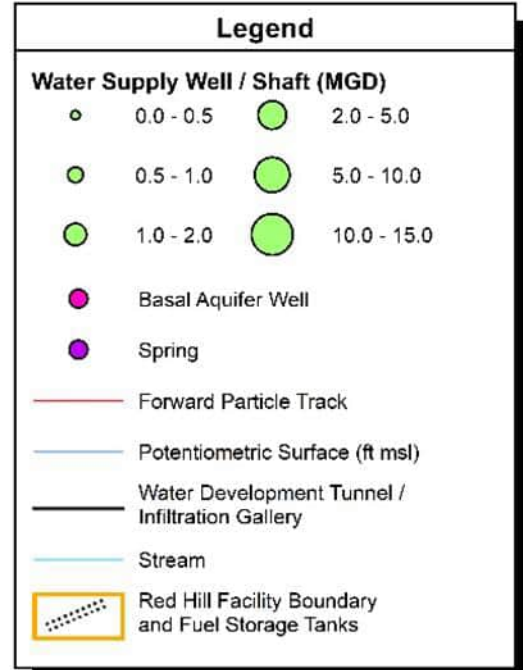 Legend
Water Supply Well / Shaft (MGD)
0.0 - 0.5 2.0 - 5.0
0.5 - 1.0 5.0 - 10.0
1.0 - 2.0 10.0 - 15.0
Basal Aquifer Well
Spring
Forward Particle Track
Potentiometric Surface (ft msl)
Water Development Tunnel /
Infiltration Gallery
Stream
Red Hill Facility Boundary
and Fuel Storage Tanks